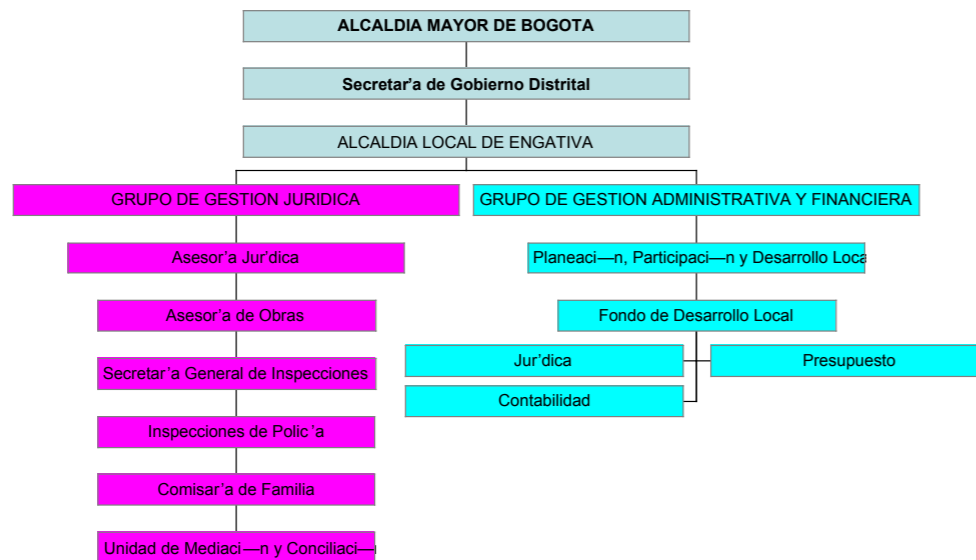 ALCALDIA MAYOR DE BOGOTA
Secretar'a de Gobierno Distrital
ALCALDIA LOCAL DE ENGATIVA
GRUPO DE GESTION JURIDICA
GRUPO DE GESTION ADMINISTRATIVA Y FINANCIERA
Asesor'a Jur'dica
Planeaci—n, Participaci—n y Desarrollo Loca
Asesor'a de Obras
Fondo de Desarrollo Local
Secretar'a General de Inspecciones
Jur'dica
Presupuesto
Contabilidad
Inspecciones de Polic'a
Comisar'a de Familia
Unidad de Mediaci—n y Conciliaci—